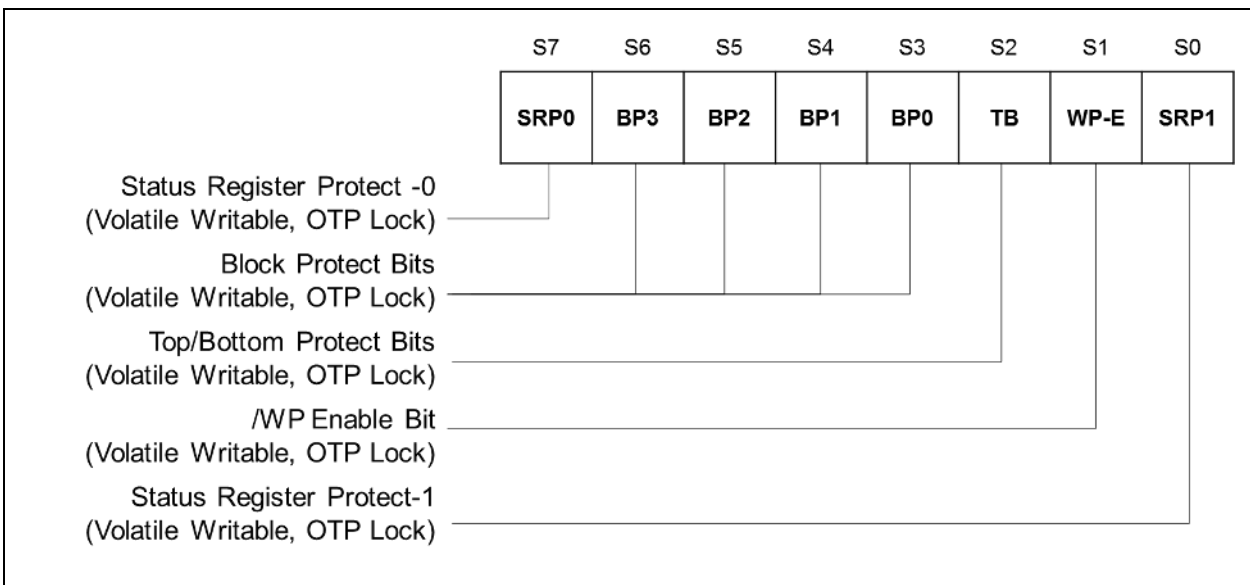 S7 S6 S5 S4 S3 S2 S1 S0
SRP0 BP3 BP2 BP1 BP0 TB WP-E SRP1
Status Register Protect -0
(Volatile Writable, OTP Lock)
Block Protect Bits
(Volatile Writable, OTP Lock)
Top/Bottom Protect Bits
(Volatile Writable, OTP Lock)
/WP Enable Bit
(Volatile Writable, OTP Lock)
Status Register Protect-1
(Volatile Writable, OTP Lock)